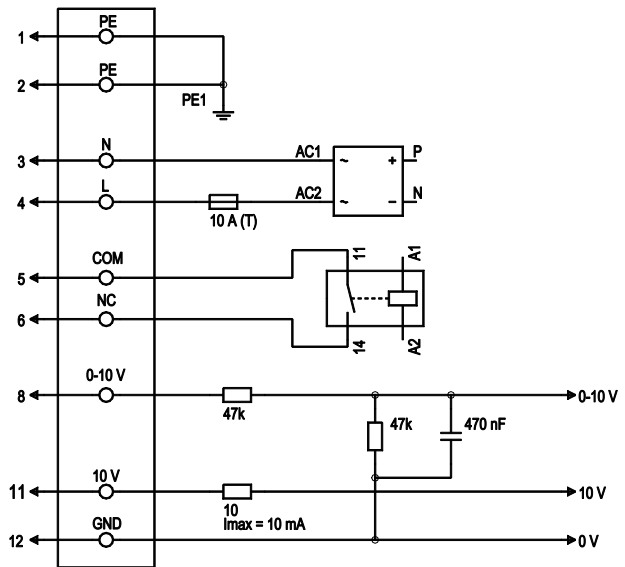 PE
1
PE
2
PE1
N
AC1
~
+
P
3
L
AC2
~
−
N
4
10 A (T)
COM
11
A1
5
NC
6
14
A2
0-10 V
8
0-10 V
47k
47k
470 nF
10 V
11
10 V
10
Imax = 10 mA
GND
12
0 V